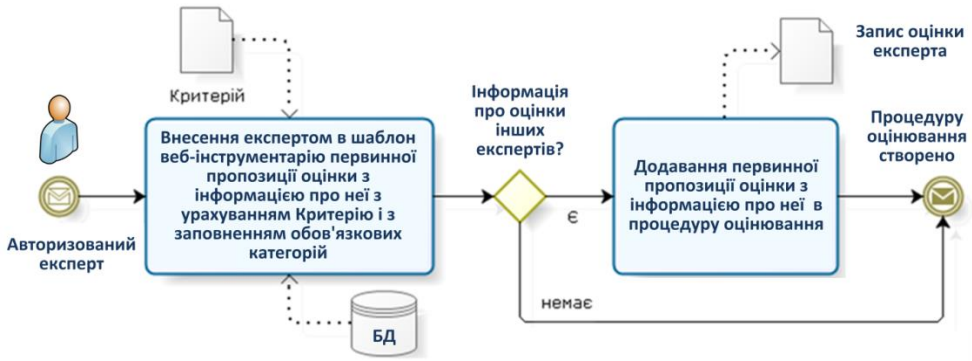 Критерій
Запис оцінки
експерта
Авторизований
експерт
Внесення експертом в шаблон
веб-інструментарію первинної
пропозиції оцінки з
інформацією про неї з
урахуванням Критерію і з
заповненням обов'язкових
категорій
БД
Інформація
про оцінки
інших
експертів?
Є
немає
Додавання первинної
пропозиції оцінки з
інформацією про неї в
процедуру оцінювання
Процедуру
оцінювання
створено